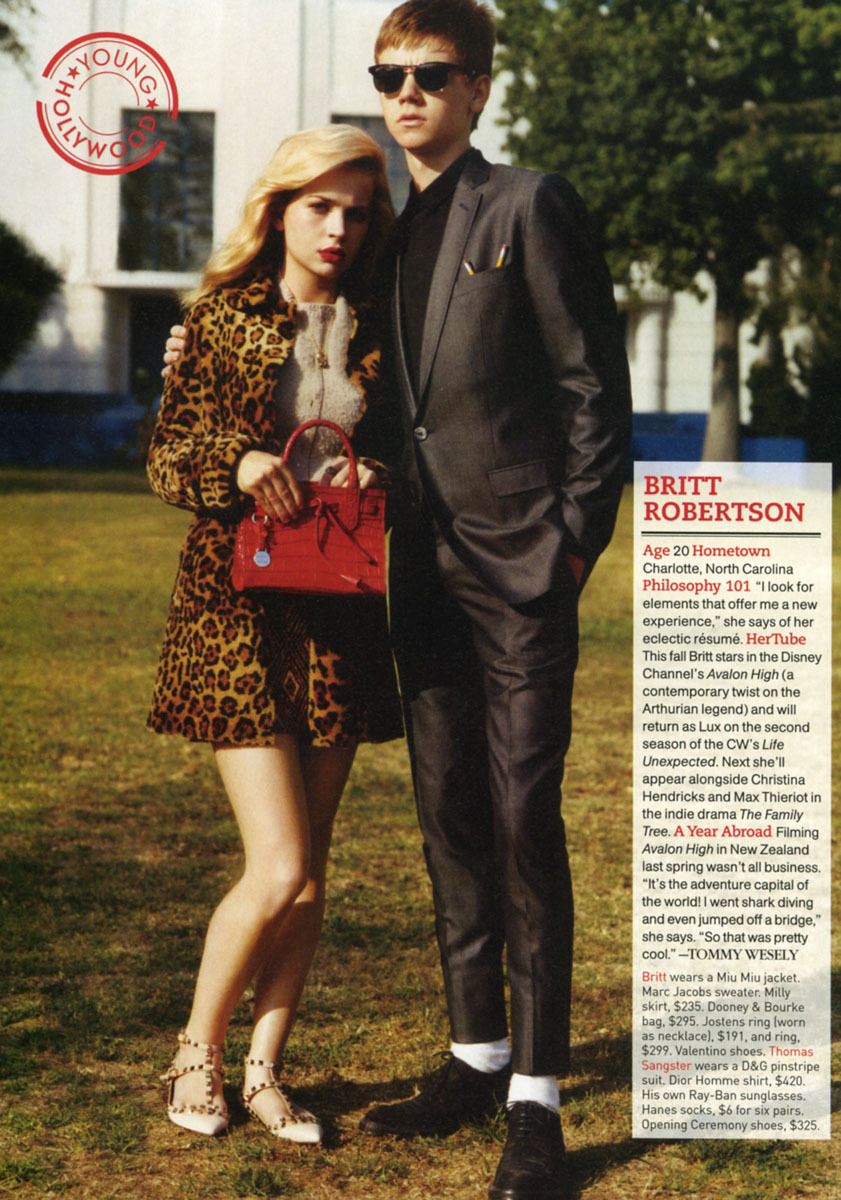 ★YOUNG★
HOLLYWOOD
BRITT
ROBERTSON
Age 20 Hometown
Charlotte, North Carolina
Philosophy 101 “I look for
elements that offer me a new
experience,” she says of her
eclectic résumé. HerTube
This fall Britt stars in the Disney
Channel’s Avalon High (a
contemporary twist on the
Arthurian legend) and will
return as Lux on the second
season of the CW’s Life
Unexpected. Next she’ll
appear alongside Christina
Hendricks and Max Thieriot in
the indie drama The Family
Tree. A Year Abroad Filming
Avalon High in New Zealand
last spring wasn’t all business.
“It’s the adventure capital of
the world! I went shark diving
and even jumped off a bridge,”
she says. “So that was pretty
cool.” —TOMMY WESELY
Britt wears a Miu Miu jacket.
Marc Jacobs sweater. Milly
skirt, $235. Dooney & Bourke
bag, $295. Jostens ring (worn
as necklace), $191, and ring,
$299. Valentino shoes. Thomas
Sangster wears a D&G pinstripe
suit. Dior Homme shirt, $420.
His own Ray-Ban sunglasses.
Hanes socks, $6 for six pairs.
Opening Ceremony shoes, $325.